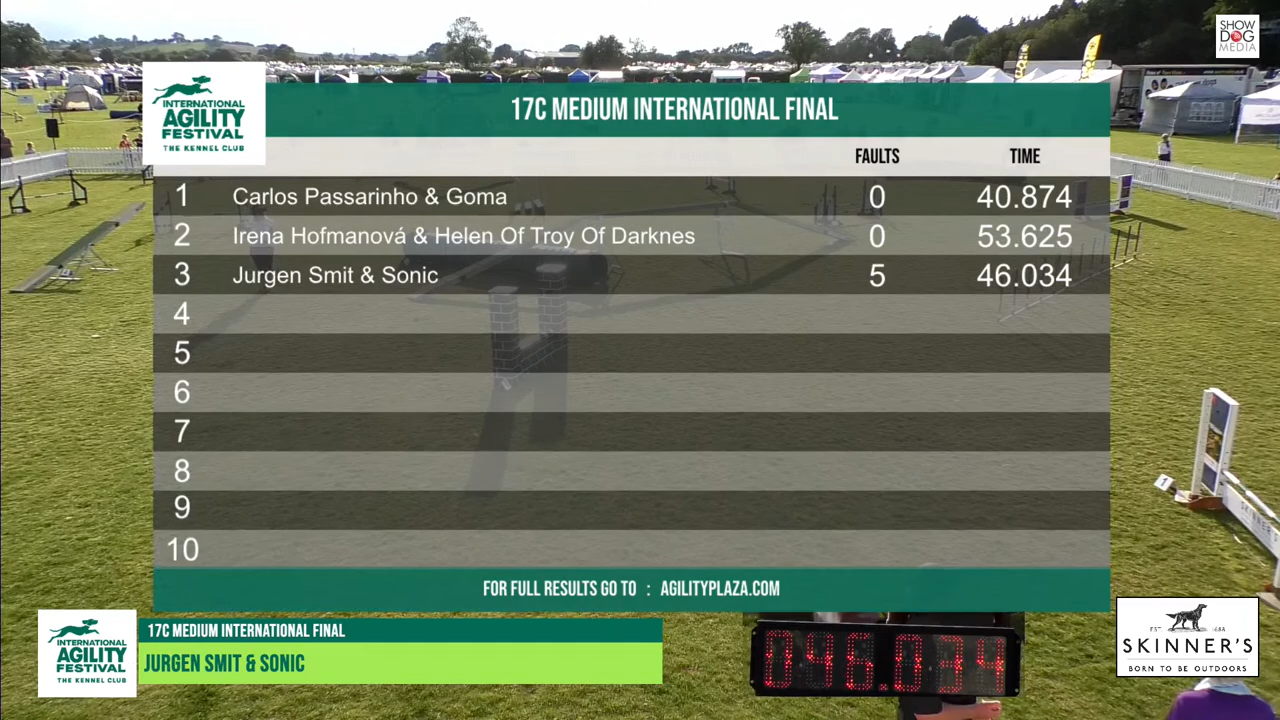 SHOW
DOG
MEDIA
INTERNATIONAL
AGILITY
FESTIVAL
THE KENNEL CLUB
17C MEDIUM INTERNATIONAL FINAL
FAULTS TIME
1 Carlos Passarinho & Goma 0 40.874
2 Irena Hofmanová & Helen Of Troy Of Darknes 0 53.625
3 Jurgen Smit & Sonic 5 46.034
4
5
6
7
8
9
10
FOR FULL RESULTS GO TO : AGILITYPLAZA.COM
INTERNATIONAL
AGILITY
FESTIVAL
THE KENNEL CLUB
17C MEDIUM INTERNATIONAL FINAL
JURGEN SMIT & SONIC
046.034
1
EST
SKINNER'S
BORN TO BE OUTDOORS